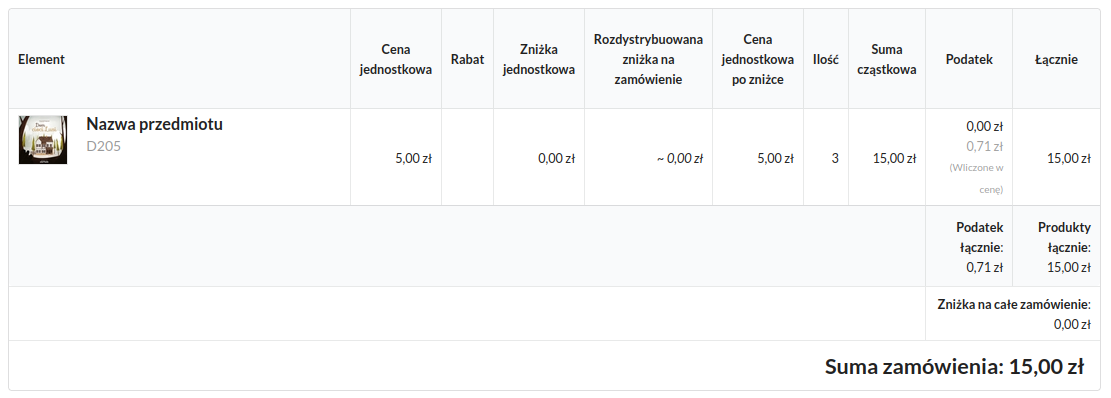 Element
Cena
jednostkowa
Rabat
Zniżka
jednostkowa
Rozdystrybuowana
zniżka na
zamówienie
Cena
jednostkowa
po zniżce
Ilość
Suma
cząstkowa
Podatek
Łącznie
Nazwa przedmiotu
D205
5,00 zł
0,00 zł
~ 0,00 zł
5,00 zł
3
15,00 zł
0,00 zł
0,71 zł
(Wliczone w
cenę)
15,00 zł
Podatek
łącznie:
0,71 zł
Produkty
łącznie:
15,00 zł
Zniżka na całe zamówienie:
0,00 zł
Suma zamówienia: 15,00 zł